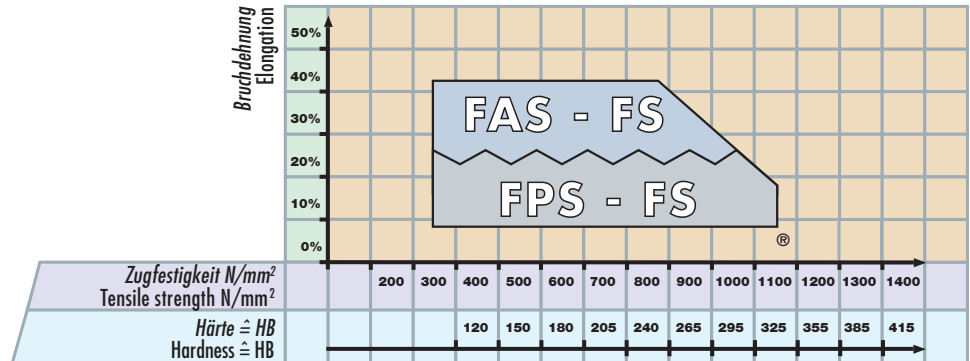 Bruchdehnung
Elongation
50%
40%
30%
20%
10%
0%
FAS - FS
FPS - FS
®
Zugfestigkeit N/mm²
Tensile strength N/mm²
200 300 400 500 600 700 800 900 1000 1100 1200 1300 1400
Härte ≙ HB
Hardness ≙ HB
120 150 180 205 240 265 295 325 355 385 415